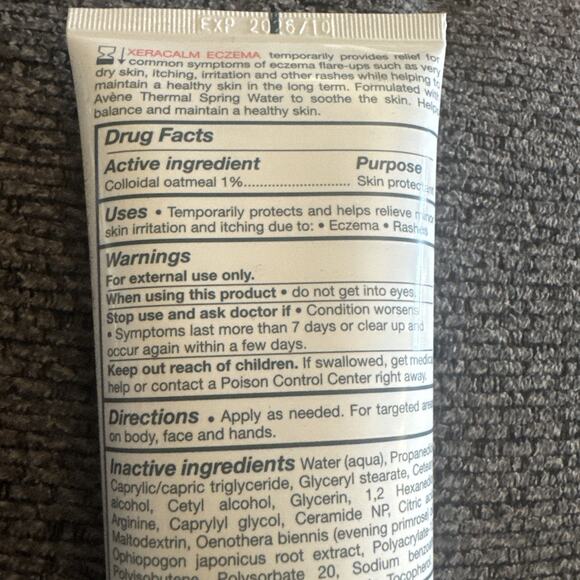 EXP 2026/10
XERACALM ECZEMA temporarily provides relief for
common symptoms of eczema flare-ups such as very
dry skin, itching, irritation and other rashes while helping to
maintain a healthy skin in the long term. Formulated with
Avène Thermal Spring Water to soothe the skin. Helps
balance and maintain a healthy skin.
Drug Facts
Active ingredient Purpose
Colloidal oatmeal 1%................... Skin protectant
Uses • Temporarily protects and helps relieve minor
skin irritation and itching due to: • Eczema • Rashes
Warnings
For external use only.
When using this product • do not get into eyes.
Stop use and ask doctor if • Condition worsens
• Symptoms last more than 7 days or clear up and
occur again within a few days.
Keep out reach of children. If swallowed, get medical
help or contact a Poison Control Center right away.
Directions • Apply as needed. For targeted areas
on body, face and hands.
Inactive ingredients Water (aqua),
Caprylic/capric triglyceride, Glyceryl stearate,
alcohol, Cetyl alcohol, Glycerin, 1,2
Arginine, Caprylyl glycol, Ceramide NP, Citric
Maltodextrin, Oenothera biennis (evening primrose)
Ophiopogon japonicus root extract,
Polyisobutene, Polysorbate 20, Sodium